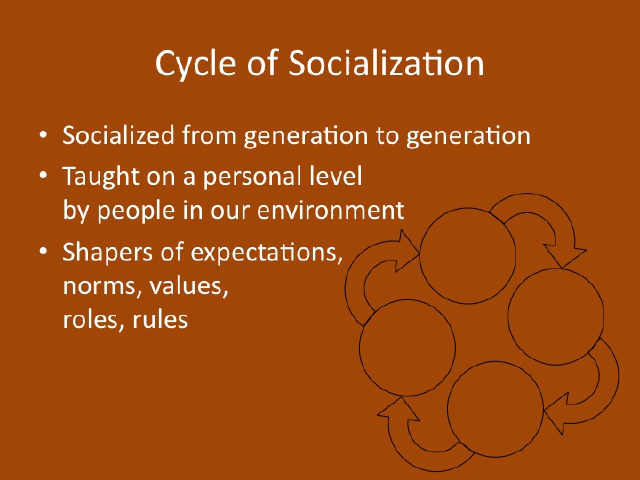 Cycle of Socialization
• Socialized from generation to generation
• Taught on a personal level
by people in our environment
• Shapers of expectations,
norms, values,
roles, rules